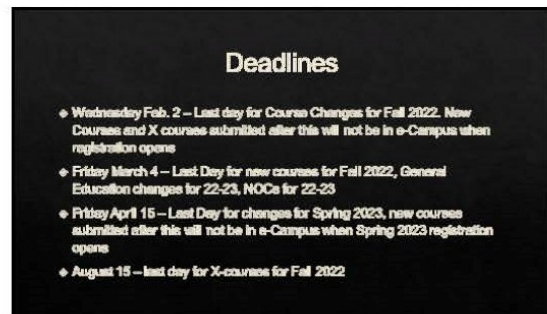 Deadlines
Wednesday Feb. 2 – Last day for Course Changes for Fall 2022. New
Courses and X courses submitted after this will not be in e-Campus when
registration opens
Friday March 4 – Last Day for new courses for Fall 2022, General
Education changes for 22-23, NOCs for 22-23
Friday April 15 – Last Day for changes for Spring 2023, new courses
submitted after this will not be in e-Campus when Spring 2023 registration
opens
August 15 – last day for X-courses for Fall 2022